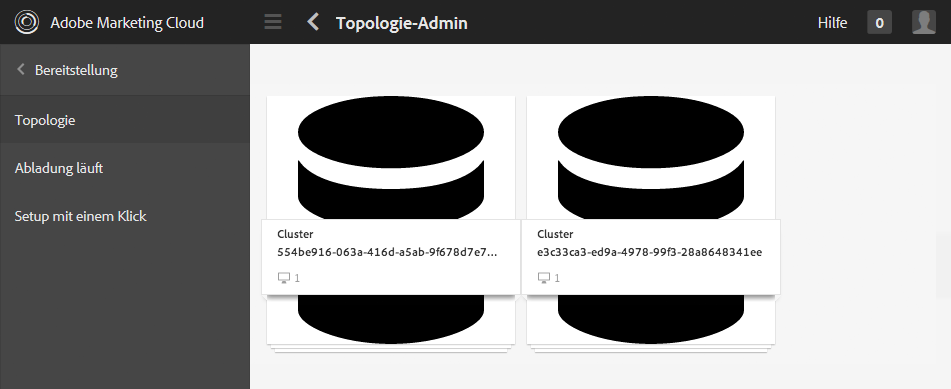 Adobe Marketing Cloud
Topologie-Admin
Hilfe
0
Bereitstellung
Topologie
Abladung läuft
Setup mit einem Klick
Cluster
554be916-063a-416d-a5ab-9f678d7e7...
1
Cluster
e3c33ca3-ed9a-4978-99f3-28a8648341ee
1